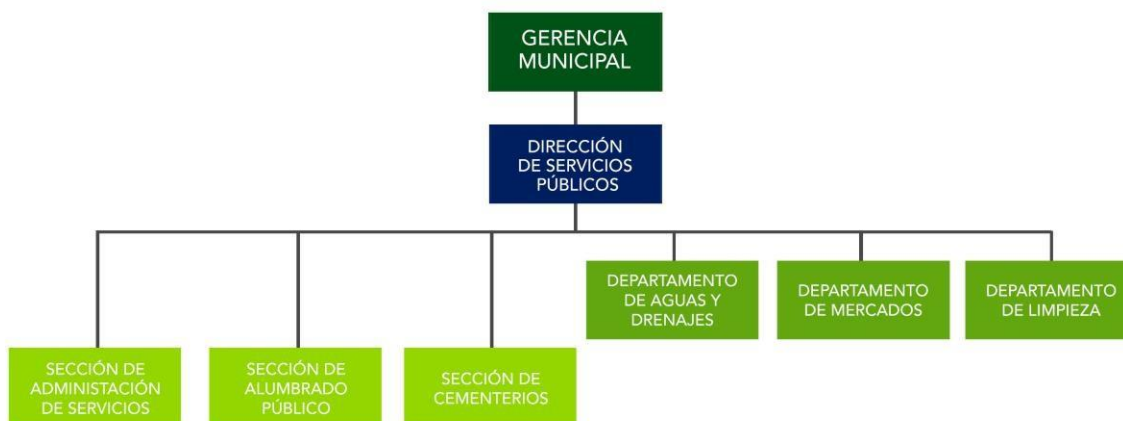 GERENCIA
MUNICIPAL
DIRECCIÓN
DE SERVICIOS
PÚBLICOS
DEPARTAMENTO
DE AGUAS Y
DRENAJES
DEPARTAMENTO
DE MERCADOS
DEPARTAMENTO
DE LIMPIEZA
SECCIÓN DE
ADMINISTACIÓN
DE SERVICIOS
SECCIÓN DE
ALUMBRADO
PÚBLICO
SECCIÓN DE
CEMENTERIOS